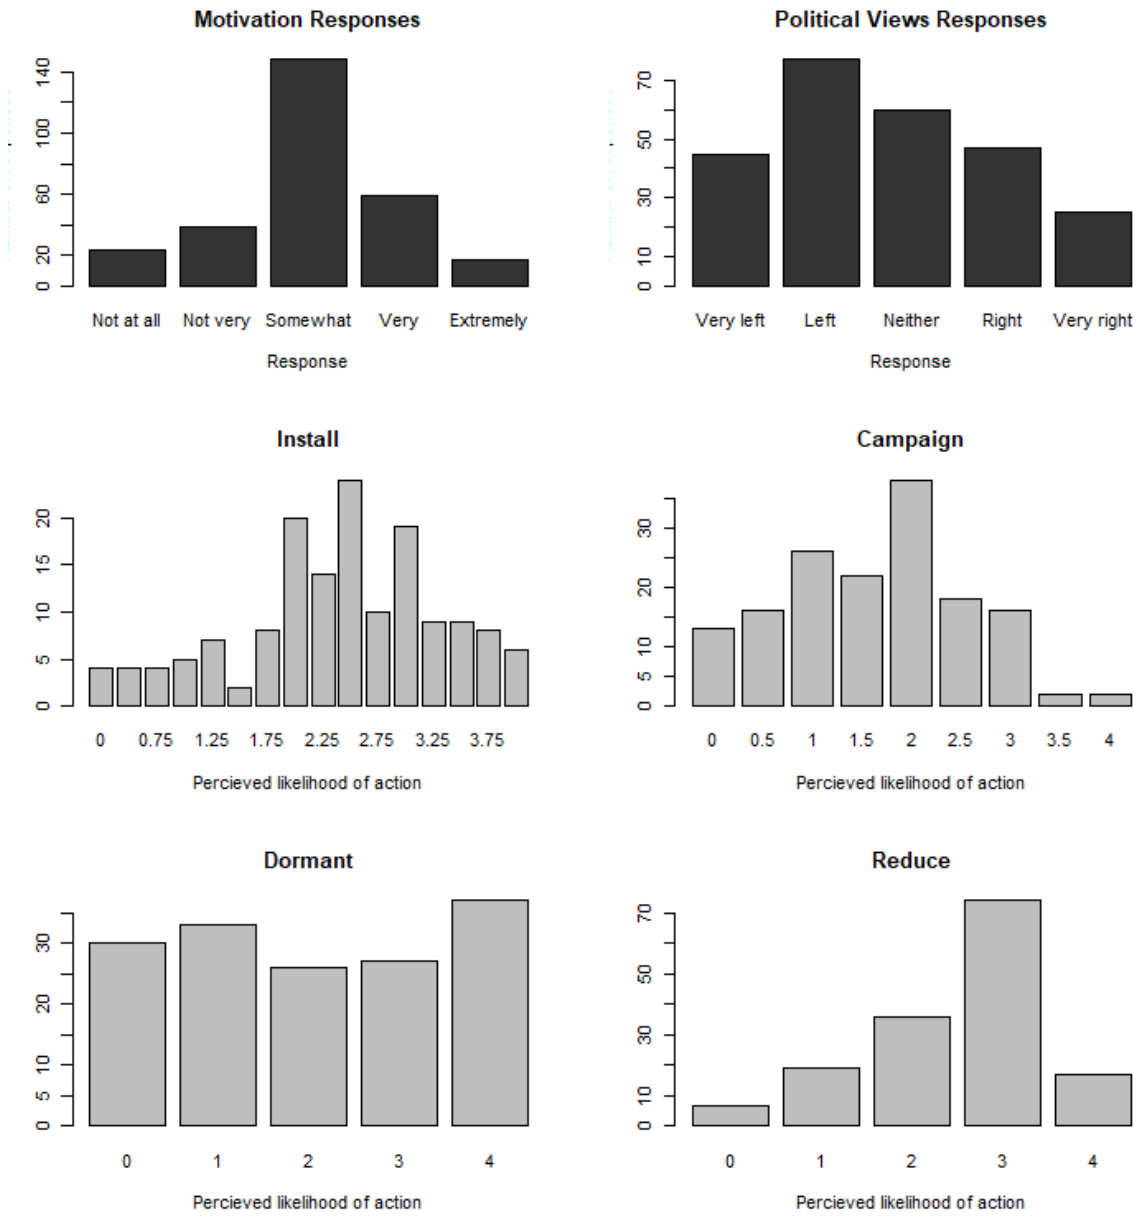 Motivation Responses
140
100
60
20
0
Not at all Not very Somewhat Very Extremely
Response
Political Views Responses
70
50
30
10
0
Very left Left Neither Right Very right
Response
Install
20
15
10
5
0
0 0.75 1.25 1.75 2.25 2.75 3.25 3.75
Percieved likelihood of action
Campaign
30
20
10
5
0
0 0.5 1 1.5 2 2.5 3 3.5 4
Percieved likelihood of action
Dormant
30
20
10
5
0
0 1 2 3 4
Percieved likelihood of action
Reduce
70
50
30
10
0
0 1 2 3 4
Percieved likelihood of action